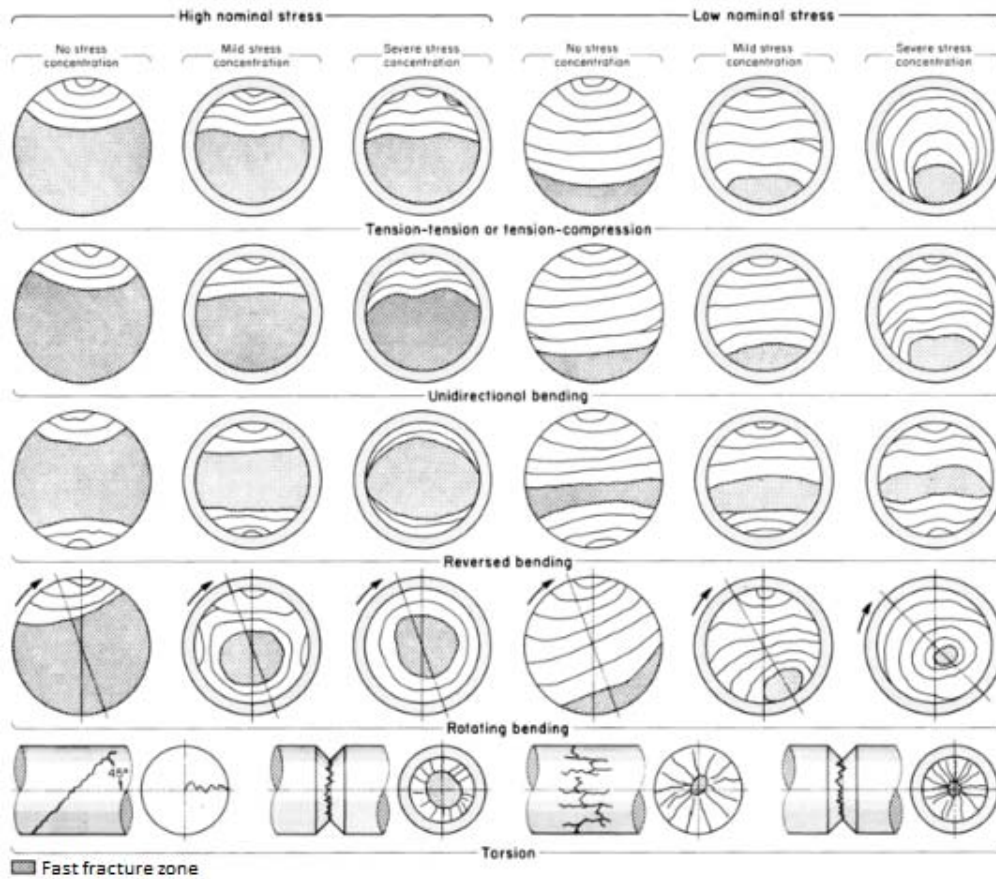 High nominal stress
Low nominal stress
No stress
concentration
Mild stress
concentration
Severe stress
concentration
No stress
concentration
Mild stress
concentration
Severe stress
concentration
Tension-tension or tension-compression
Unidirectional bending
Reversed bending
Rotating bending
45°
Torsion
Fast fracture zone